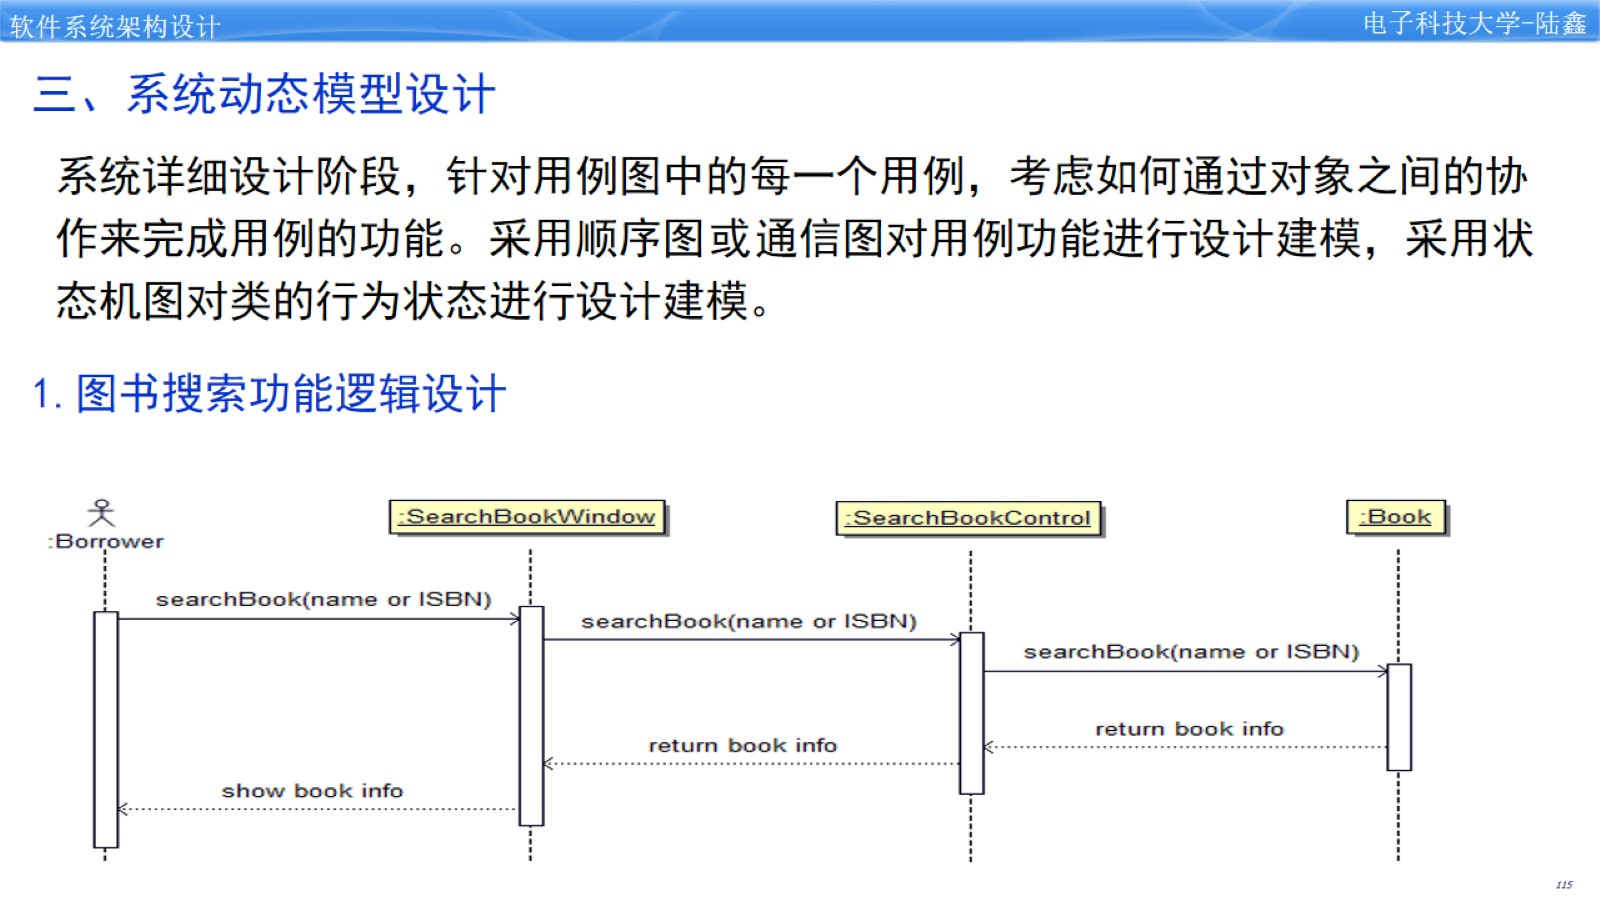 软件系统架构设计
电子科技大学-陆鑫
三、系统动态模型设计
系统详细设计阶段，针对用例图中的每一个用例，考虑如何通过对象之间的协
作来完成用例的功能。采用顺序图或通信图对用例功能进行设计建模，采用状
态机图对类的行为状态进行设计建模。
1.图书搜索功能逻辑设计
:Borrower
:SearchBookWindow
:SearchBookControl
:Book
searchBook(name or ISBN)
searchBook(name or ISBN)
searchBook(name or ISBN)
return book info
return book info
show book info
115